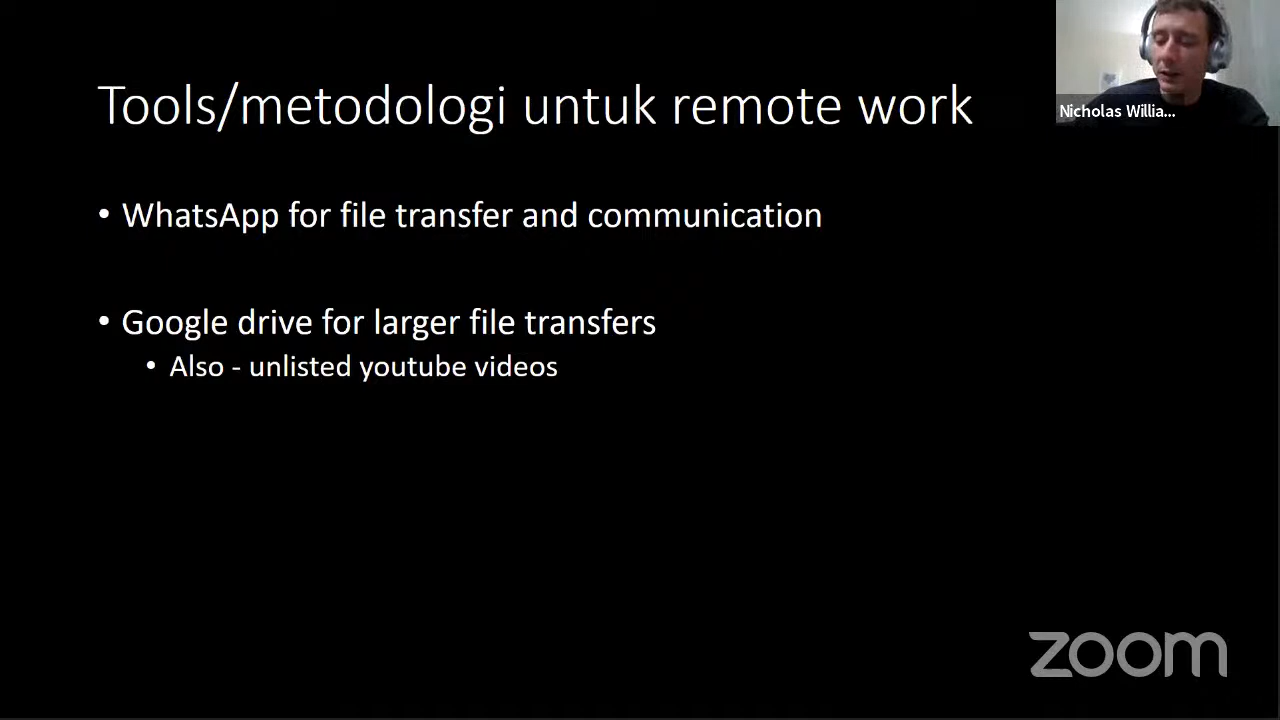 Tools/metodologi untuk remote work
Nicholas Willia...
• WhatsApp for file transfer and communication
• Google drive for larger file transfers
• Also - unlisted youtube videos
zoom